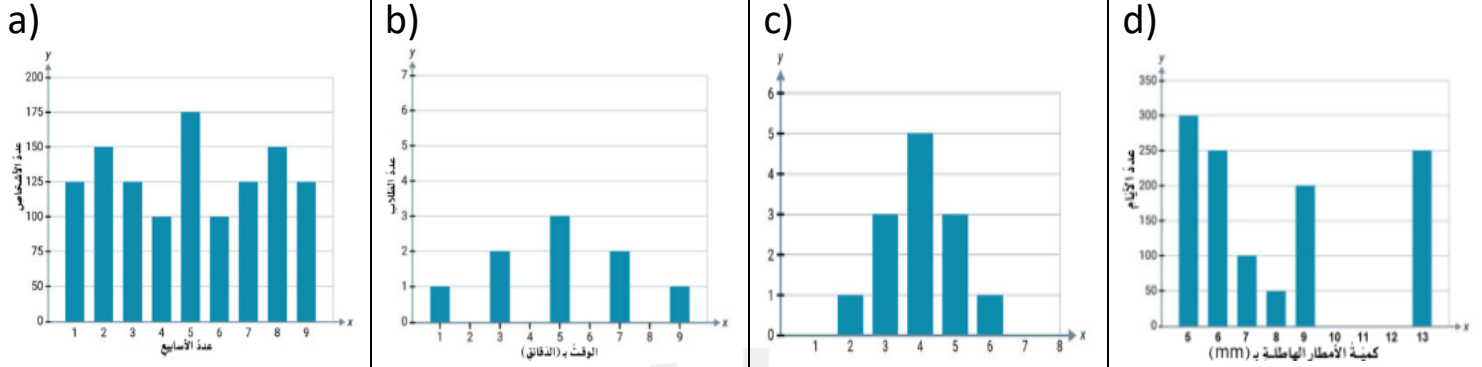 a)
y
200
175
150
125
100
75
50
0
1 2 3 4 5 6 7 8 9
x
عددُ الأشخاص
عددُ الأسابيع
b)
y
7
6
5
4
3
2
1
0
1 2 3 4 5 6 7 8 9
x
عددُ الطلاب
الوقتُ بـ (الدقائق)
c)
y
6
5
4
3
2
1
0
1 2 3 4 5 6 7 8
x
d)
y
350
300
250
200
150
100
50
0
5 6 7 8 9 10 11 12 13
x
عددُ الأيّام
كميّةُ الأمطار الهاطلةِ بـ (mm)